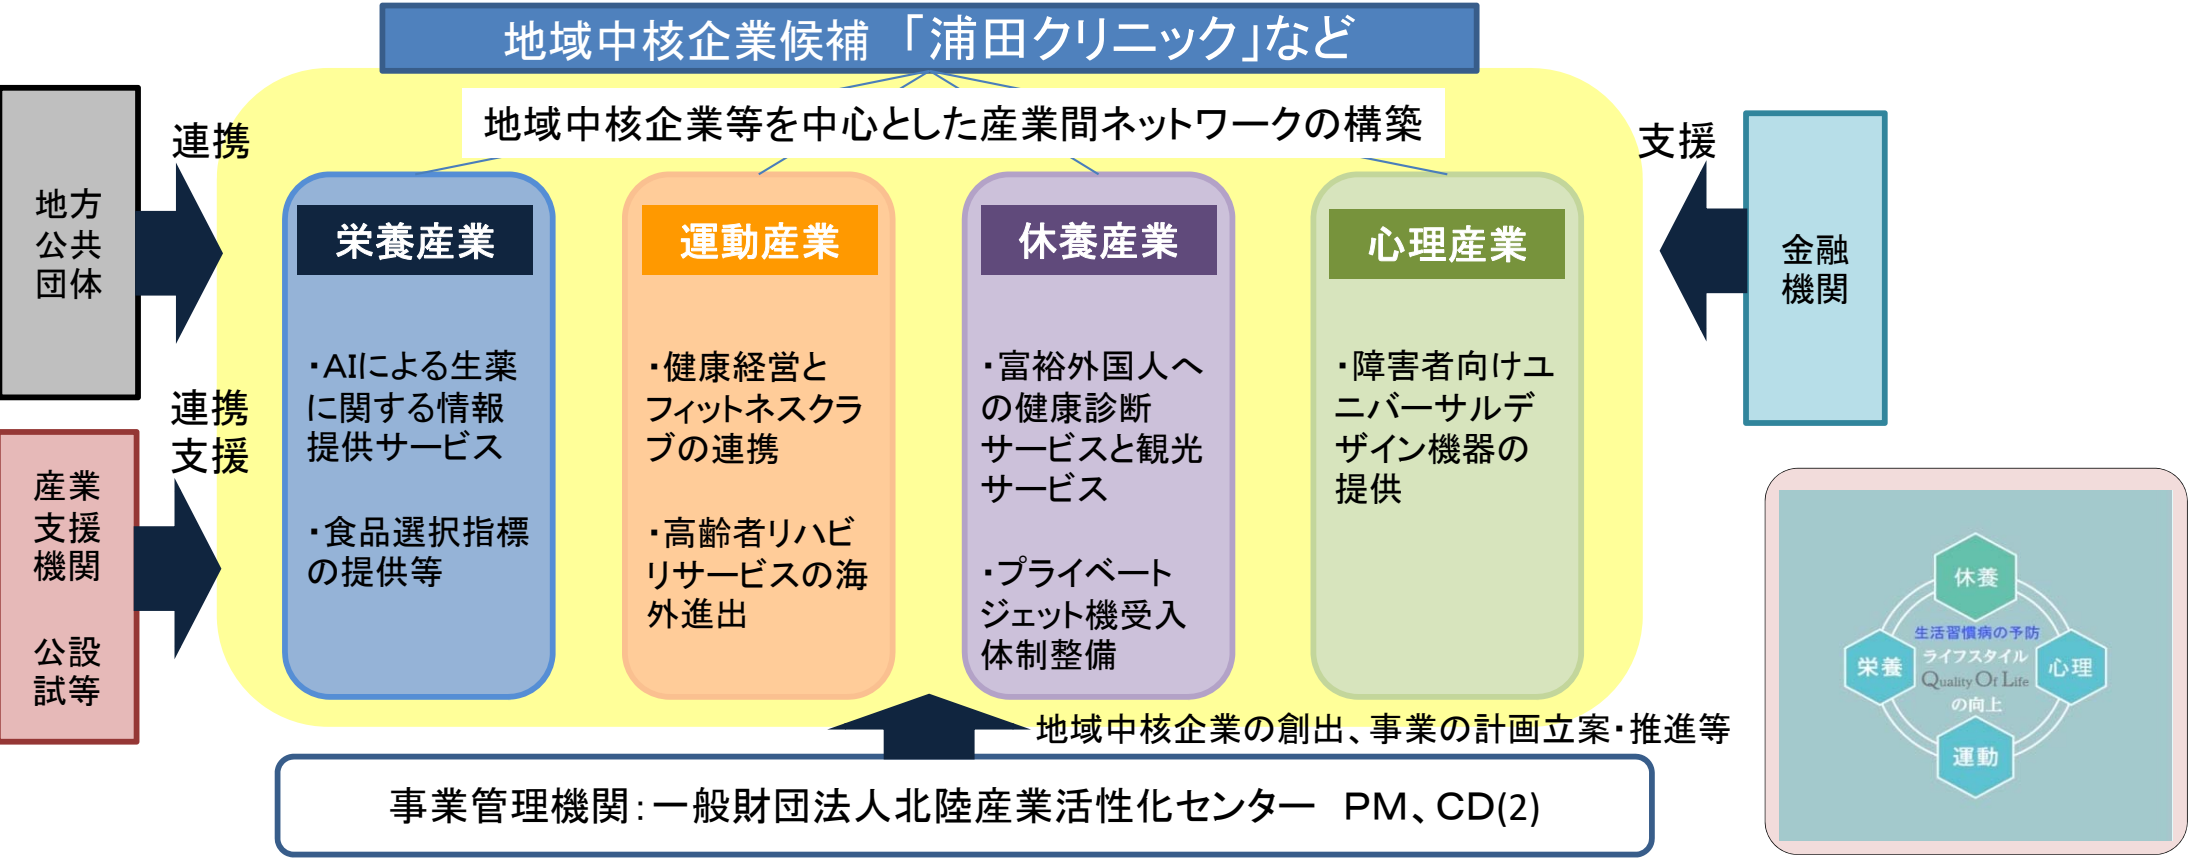 地域中核企業候補 「浦田クリニック」など
地域中核企業等を中心とした産業間ネットワークの構築
連携
地方
公共
団体
連携
支援
産業
支援
機関
公設
試等
栄養産業
・AIによる生薬
に関する情報
提供サービス
・食品選択指標
の提供等
運動産業
・健康経営と
フィットネスクラ
ブの連携
・高齢者リハビ
リサービスの海
外進出
休養産業
・富裕外国人へ
の健康診断
サービスと観光
サービス
・プライベート
ジェット機受入
体制整備
心理産業
・障害者向けユ
ニバーサルデ
ザイン機器の
提供
支援
金融
機関
地域中核企業の創出、事業の計画立案・推進等
事業管理機関：一般財団法人北陸産業活性化センター PM、CD(2)
休養
生活習慣病の予防
栄養
ライフスタイル
Quality Of Life
の向上
心理
運動